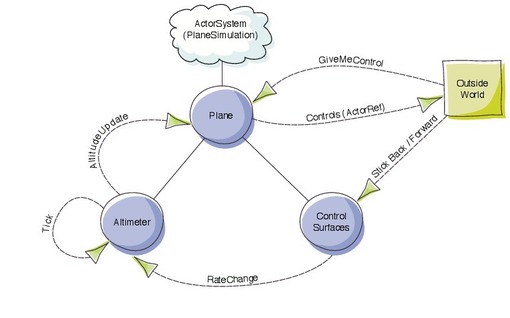 ActorSystem
(PlaneSimulation)
GiveMeControl
Outside
World
Plane
Controls (ActorRef)
AltitudeUpdate
Stick Back / Forward
Tick
Altimeter
Control
Surfaces
RateChange